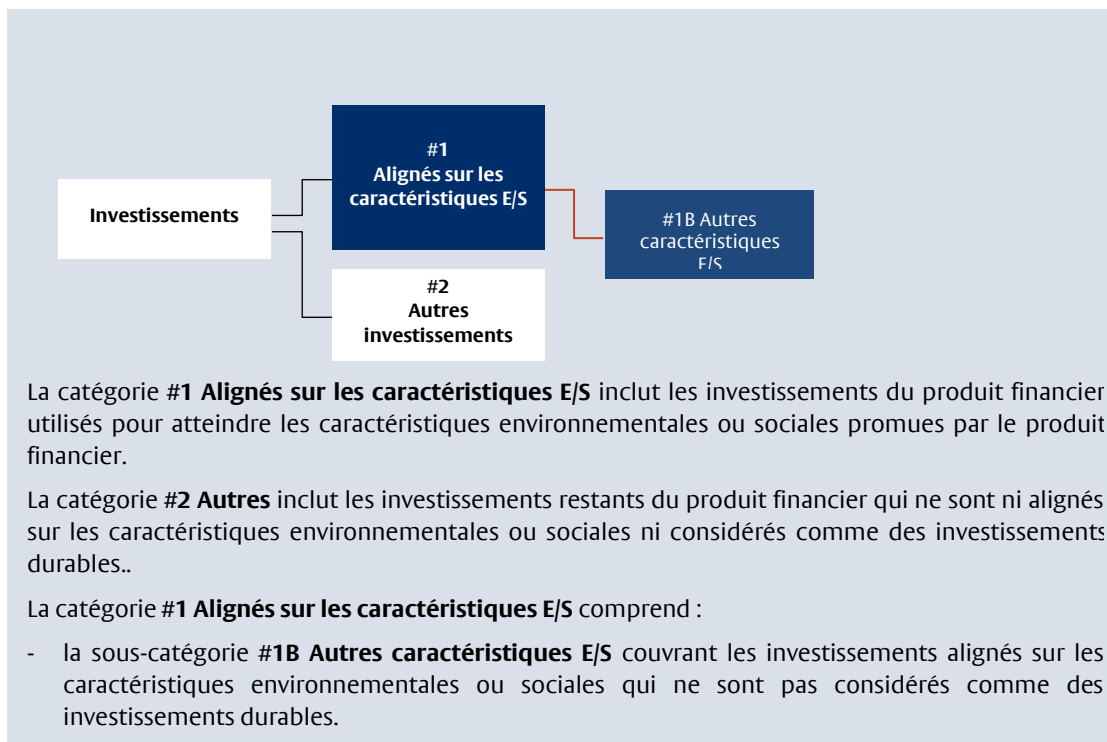 #1
Alignés sur les
caractéristiques E/S
Investissements
#1B Autres
caractéristiques
E/S
#2
Autres
investissements
La catégorie #1 Alignés sur les caractéristiques E/S inclut les investissements du produit financier
utilisés pour atteindre les caractéristiques environnementales ou sociales promues par le produit
financier.
La catégorie #2 Autres inclut les investissements restants du produit financier qui ne sont ni alignés
sur les caractéristiques environnementales ou sociales ni considérés comme des investissements
durables..
La catégorie #1 Alignés sur les caractéristiques E/S comprend :
- la sous-catégorie #1B Autres caractéristiques E/S couvrant les investissements alignés sur les
caractéristiques environnementales ou sociales qui ne sont pas considérés comme des
investissements durables.